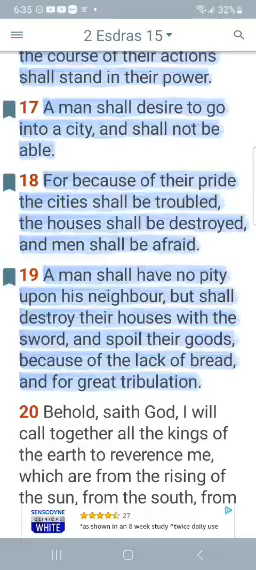 6:35
32%
2 Esdras 15
the course of their actions
shall stand in their power.
17 A man shall desire to go
into a city, and shall not be
able.
18 For because of their pride
the cities shall be troubled,
the houses shall be destroyed,
and men shall be afraid.
19 A man shall have no pity
upon his neighbour, but shall
destroy their houses with the
sword, and spoil their goods,
because of the lack of bread,
and for great tribulation.
20 Behold, saith God, I will
call together all the kings of
the earth to reverence me,
which are from the rising of
the sun, from the south, from
SENSODYNE
CLINICAL
WHITE
27
*as shown in an 8 week study ^twice daily use